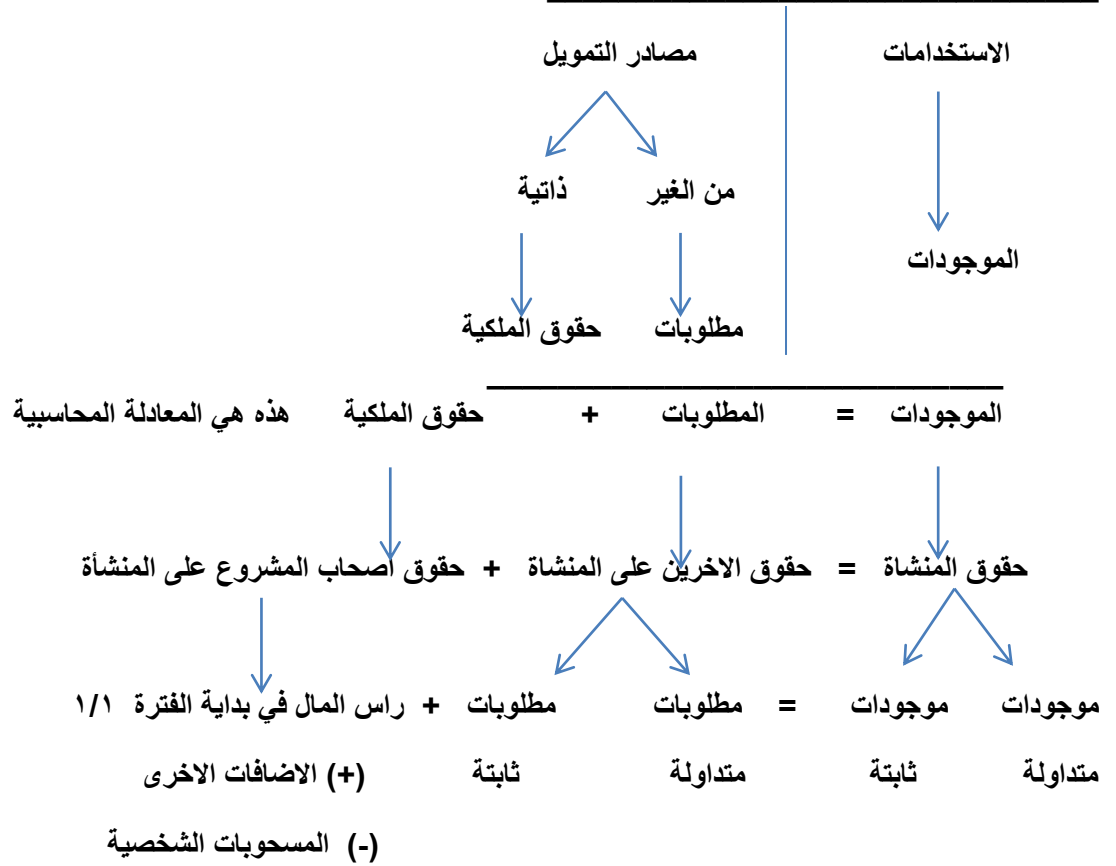 الاستخدامات مصادر التمويل
من الغير ذاتية
الموجودات
مطلوبات حقوق الملكية
الموجودات = المطلوبات + حقوق الملكية هذه هي المعادلة المحاسبية
حقوق المنشاة = حقوق الاخرين على المنشاة + حقوق اصحاب المشروع على المنشأة
موجودات موجودات = مطلوبات مطلوبات + راس المال في بداية الفترة ١/١
متداولة ثابتة متداولة ثابتة (+) الاضافات الاخرى
(-) المسحوبات الشخصية